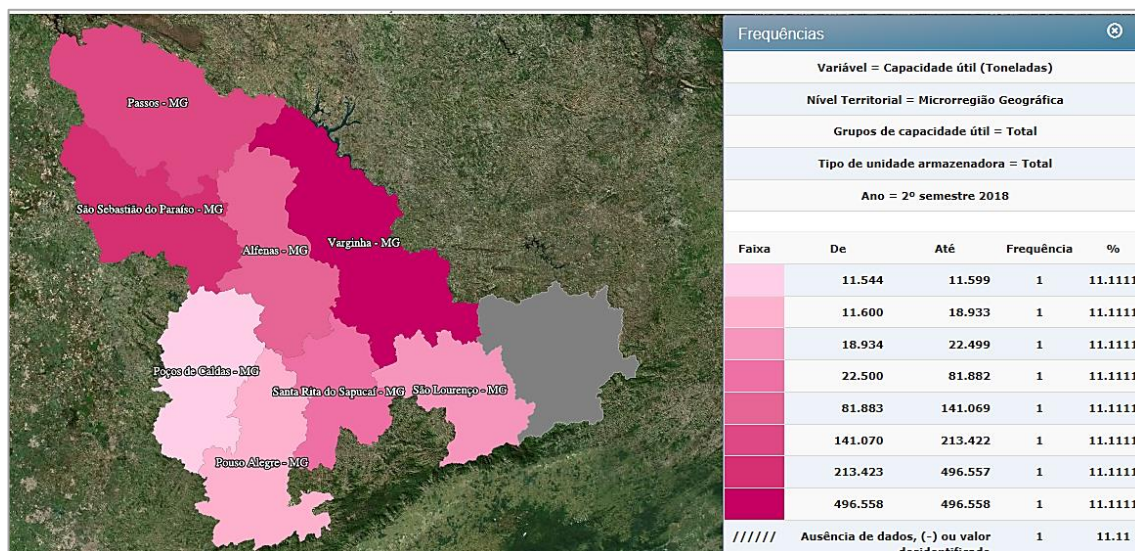 Passos - MG
São Sebastião do Paraíso - MG
Alfenas - MG
Varginha - MG
Poços de Caldas - MG
Santa Rita do Sapucaí - MG
São Lourenço - MG
Pouso Alegre - MG
Frequências
Variável = Capacidade útil (Toneladas)
Nível Territorial = Microrregião Geográfica
Grupos de capacidade útil = Total
Tipo de unidade armazenadora = Total
Ano = 2º semestre 2018
Faixa De Até Frequência %
11.544 11.599 1 11.1111
11.600 18.933 1 11.1111
18.934 22.499 1 11.1111
22.500 81.882 1 11.1111
81.883 141.069 1 11.1111
141.070 213.422 1 11.1111
213.423 496.557 1 11.1111
496.558 496.558 1 11.1111
////// Ausência de dados, (-) ou valor 1 11.11